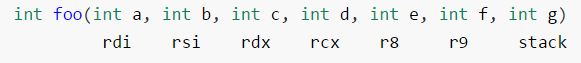 int foo(int a, int b, int c, int d, int e, int f, int g)
rdi rsi rdx rcx r8 r9 stack